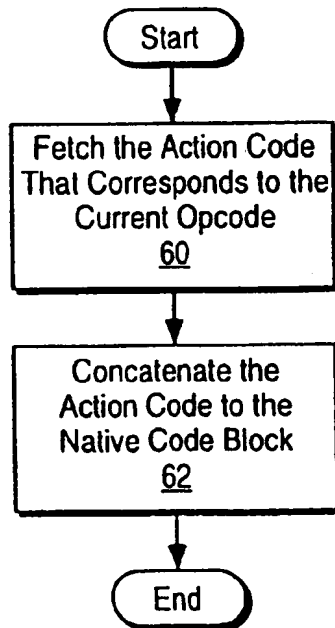 Start
Fetch the Action Code
That Corresponds to the
Current Opcode
60
Concatenate the
Action Code to the
Native Code Block
62
End